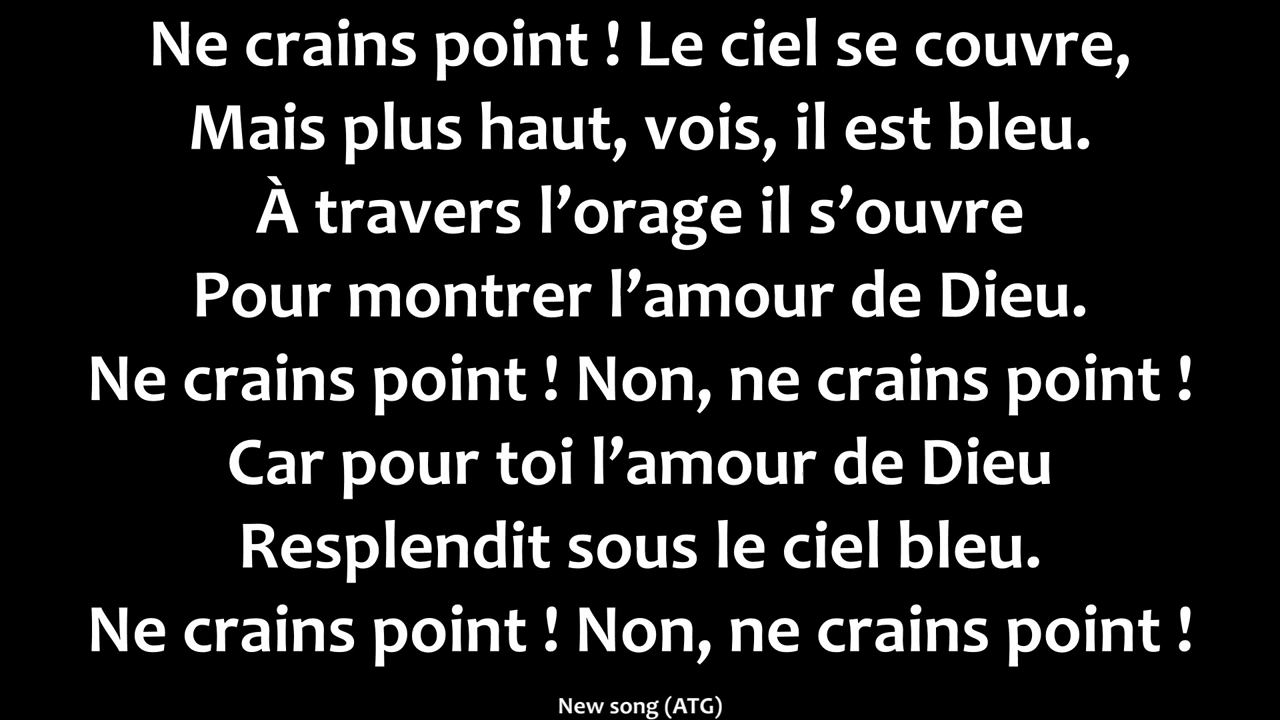 Ne crains point ! Le ciel se couvre,
Mais plus haut, vois, il est bleu.
À travers l’orage il s’ouvre
Pour montrer l’amour de Dieu.
Ne crains point ! Non, ne crains point !
Car pour toi l’amour de Dieu
Resplendit sous le ciel bleu.
Ne crains point ! Non, ne crains point !
New song (ATG)